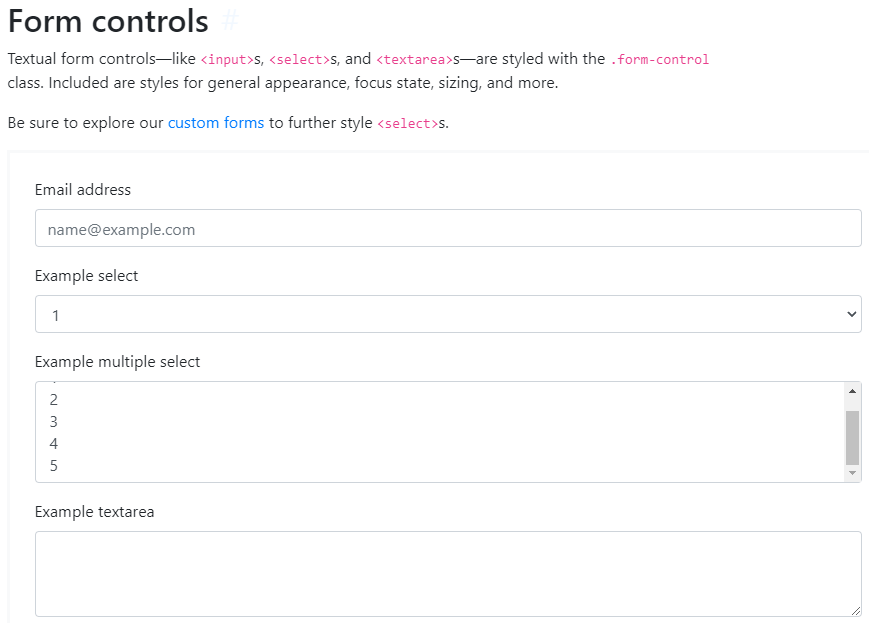 Form controls #
Textual form controls—like <input>s, <select>s, and <textarea>s—are styled with the .form-control
class. Included are styles for general appearance, focus state, sizing, and more.
Be sure to explore our custom forms to further style <select>s.
Email address
name@example.com
Example select
1
Example multiple select
2
3
4
5
Example textarea